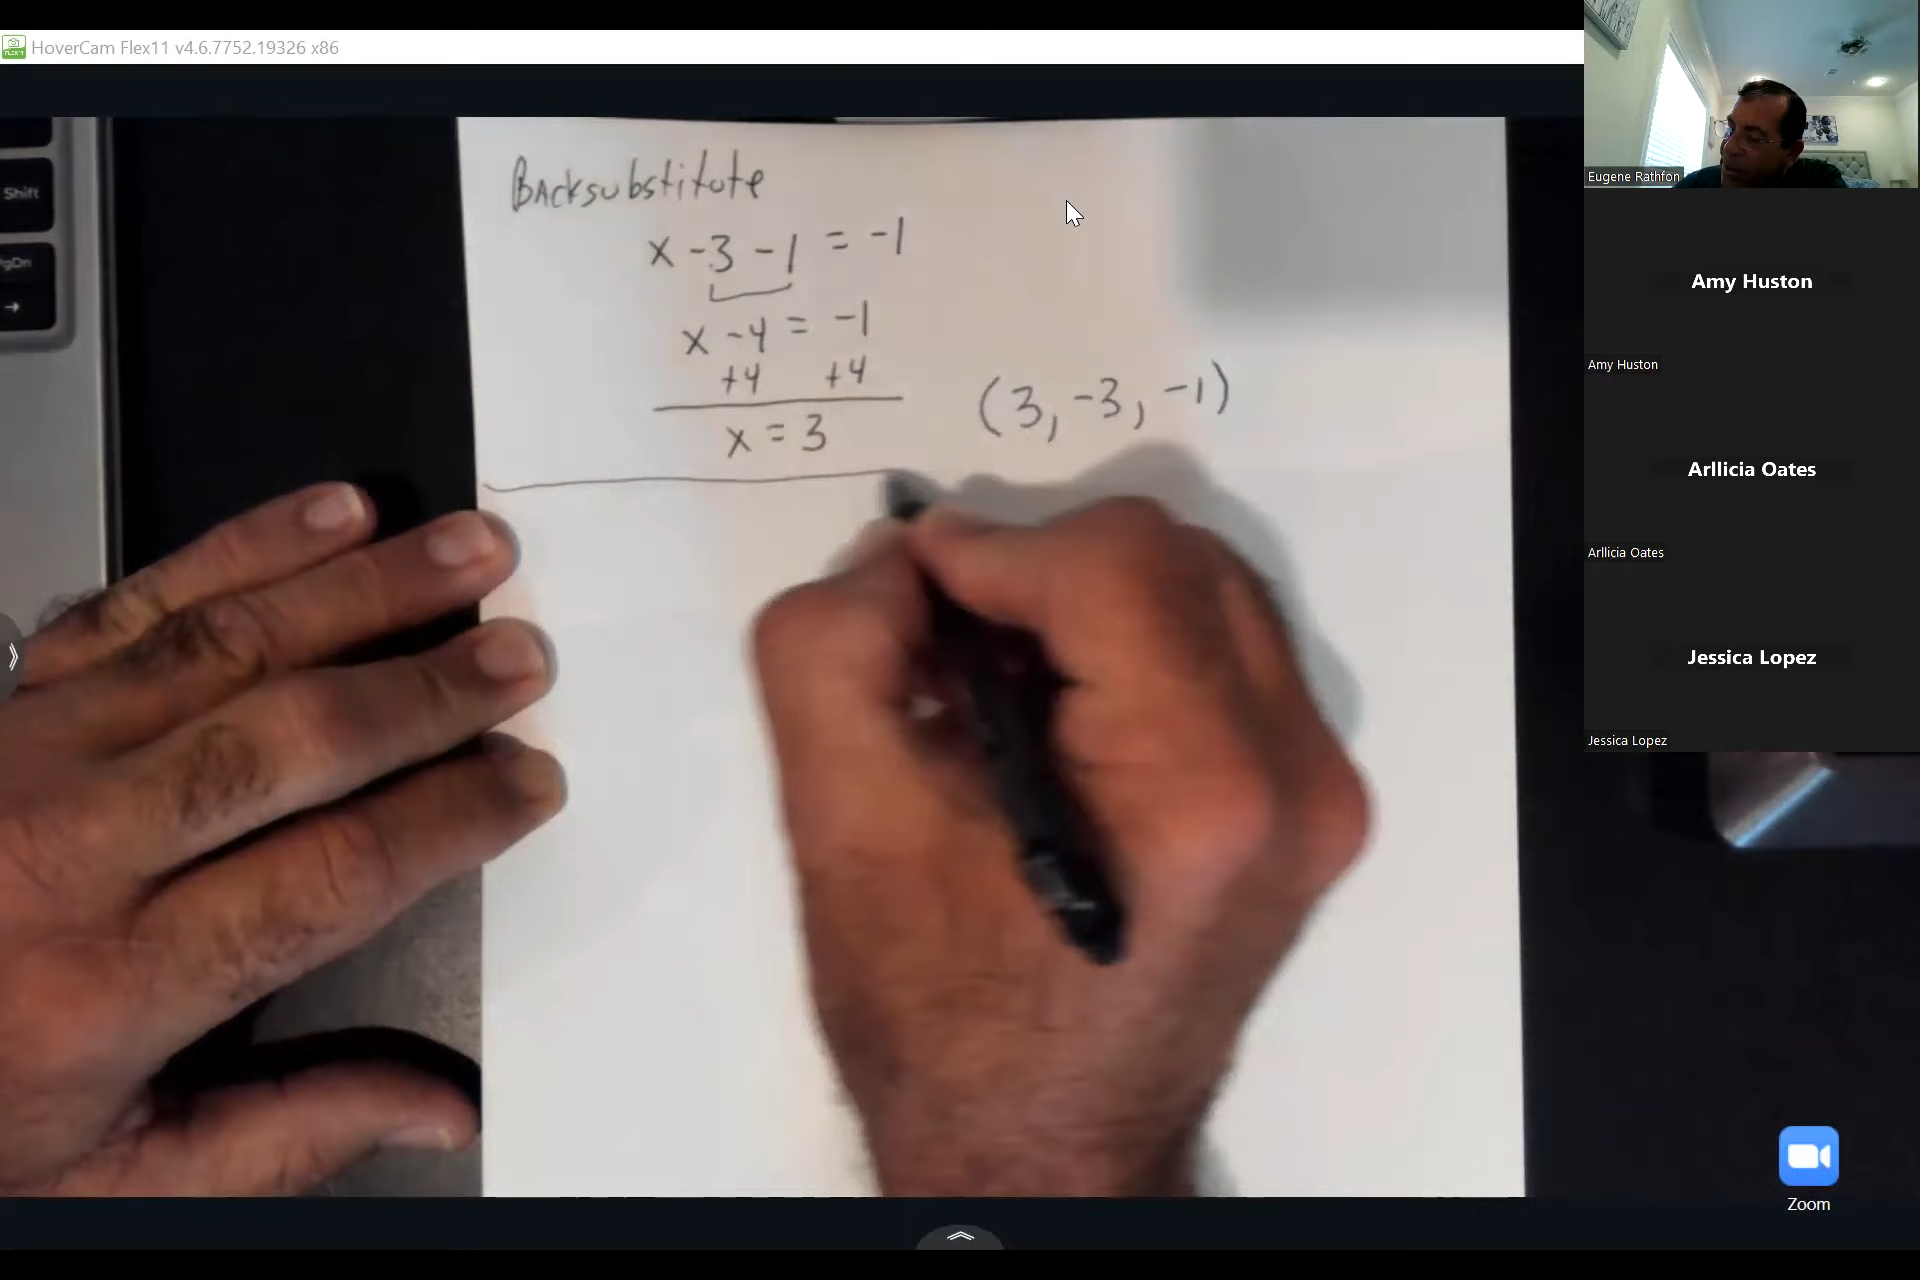 HoverCam Flex11 v4.6.7752.19326 x86
Shift
PgDn
Backsubstitute
x - 3 - 1 = -1
x - 4 = -1
+4 +4
x = 3
(3, -3, -1)
Eugene Rathfon
Amy Huston
Amy Huston
Arllicia Oates
Arllicia Oates
Jessica Lopez
Jessica Lopez
Zoom